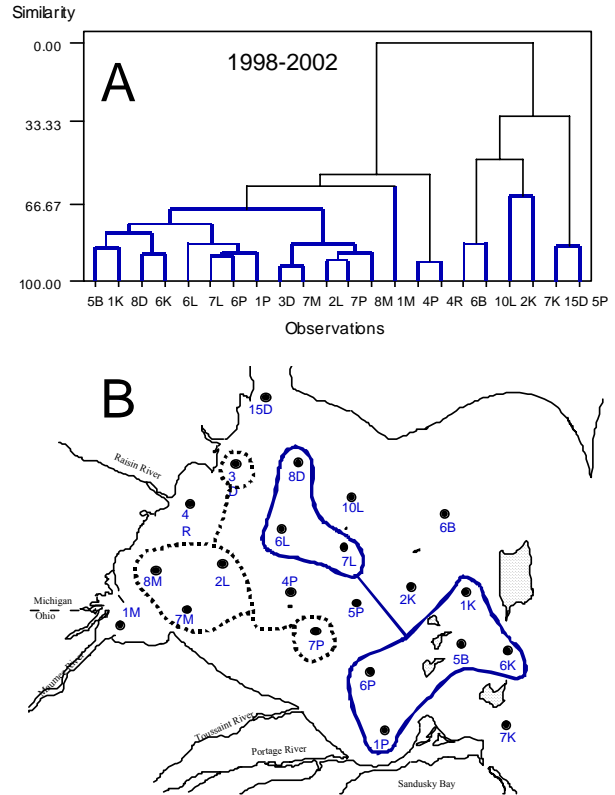 Similarity
0.00
33.33
66.67
100.00
A
1998-2002
5B 1K 8D 6K 6L 7L 6P 1P 3D 7M 2L 7P 8M 1M 4P 4R 6B 10L 2K 7K 15D 5P
Observations
B
15D
Raisin River
3
D
8D
10L
4
R
6L
6B
7L
8M
2L
4P
2K
1K
Michigan
Ohio
1M
7M
5P
7P
5B
6K
Maumee River
6P
Toussaint River
1P
7K
Portage River
Sandusky Bay